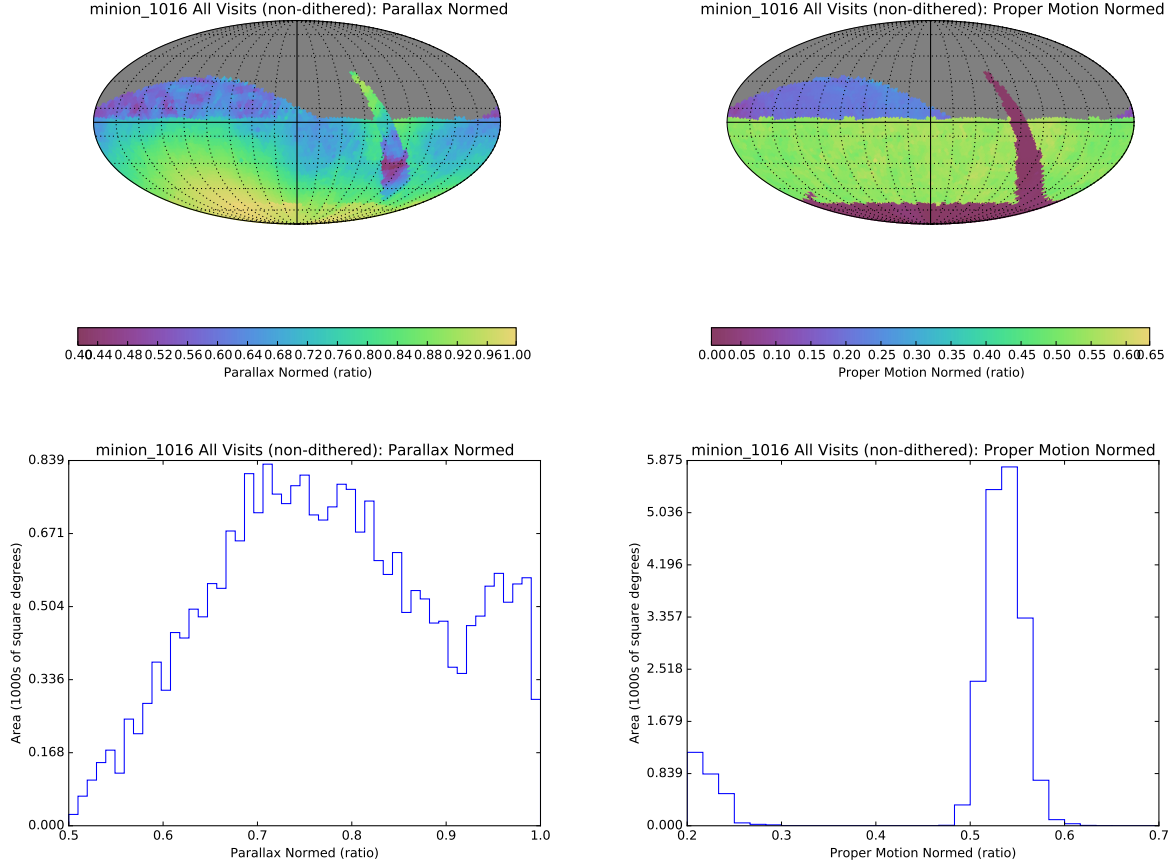 minion_1016 All Visits (non-dithered): Parallax Normed
minion_1016 All Visits (non-dithered): Proper Motion Normed
0.40 0.44 0.48 0.52 0.56 0.60 0.64 0.68 0.72 0.76 0.80 0.84 0.88 0.92 0.96 1.00
Parallax Normed (ratio)
0.00 0.05 0.10 0.15 0.20 0.25 0.30 0.35 0.40 0.45 0.50 0.55 0.60 0.65
Proper Motion Normed (ratio)
minion_1016 All Visits (non-dithered): Parallax Normed
0.839
0.671
0.504
0.336
0.168
0.000
Area (1000s of square degrees)
0.5 0.6 0.7 0.8 0.9 1.0
Parallax Normed (ratio)
minion_1016 All Visits (non-dithered): Proper Motion Normed
5.875
5.036
4.196
3.357
2.518
1.679
0.839
0.000
Area (1000s of square degrees)
0.2 0.3 0.4 0.5 0.6 0.7
Proper Motion Normed (ratio)